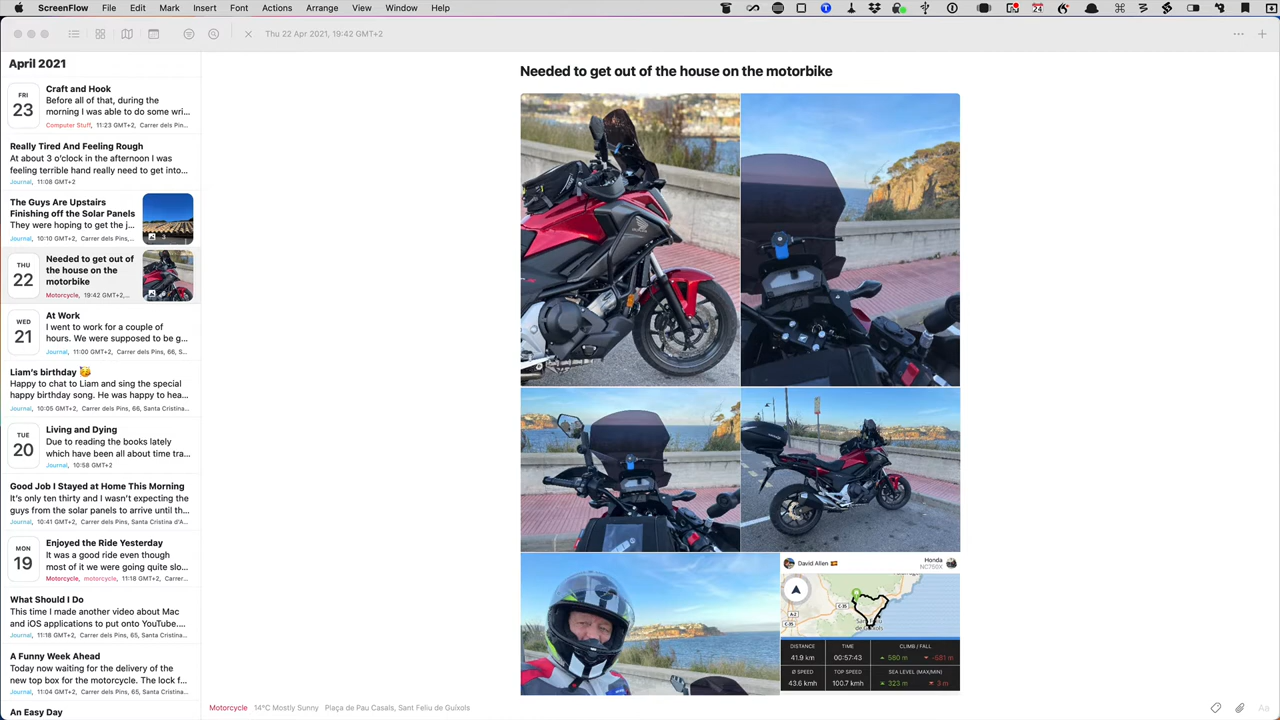 ScreenFlow File Edit Mark Insert Font Actions Arrange View Window Help
Thu 22 Apr 2021, 19:42 GMT+2
April 2021
FRI
23
Craft and Hook
Before all of that, during the
morning I was able to do some wri...
Computer Stuff, 11:23 GMT+2, Carrer dels Pin...
Really Tired And Feeling Rough
At about 3 o'clock in the afternoon I was
feeling terrible hand really need to get into...
Journal, 11:08 GMT+2
The Guys Are Upstairs
Finishing off the Solar Panels
They were hoping to get the j...
Journal, 10:10 GMT+2, Carrer dels Pins,...
3
THU
22
Needed to get out of
the house on the
motorbike
Motorcycle, 19:42 GMT+2,...
WED
21
At Work
I went to work for a couple of
hours. We were supposed to be g...
Journal, 11:00 GMT+2, Carrer dels Pins, 66, S...
Liam's birthday 🥳
Happy to chat to Liam and sing the special
happy birthday song. He was happy to hea...
Journal, 10:05 GMT+2, Carrer dels Pins, 66, Santa Cristina...
TUE
20
Living and Dying
Due to reading the books lately
which have been all about time tra...
Journal, 10:58 GMT+2
Good Job I Stayed at Home This Morning
It's only ten thirty and I wasn't expecting the
guys from the solar panels to arrive until th...
Journal, 10:41 GMT+2, Carrer dels Pins, Santa Cristina d'A...
MON
19
Enjoyed the Ride Yesterday
It was a good ride even though
most of it we were going quite slo...
Motorcycle, motorcycle, 11:18 GMT+2, Carrer...
What Should I Do
This time I made another video about Mac
and iOS applications to put onto YouTube....
Journal, 11:18 GMT+2, Carrer dels Pins, 65, Santa Cristina...
A Funny Week Ahead
Today now waiting for the delivery of the
new top box for the motorbike. The lock f...
Journal, 11:04 GMT+2, Carrer dels Pins, Santa Cristina...
An Easy Day
Needed to get out of the house on the motorbike
David Allen 🇪🇸
Honda
NC750X
C-35
A-2
C-35
DISTANCE TIME CLIMB / FALL
41.9 km 00:57:43 580 m -581 m
Ø SPEED TOP SPEED SEA LEVEL (MAX/MIN)
43.6 kmh 100.7 kmh 323 m 3 m
Motorcycle 14°C Mostly Sunny Plaça de Pau Casals, Sant Feliu de Guíxols
Aa